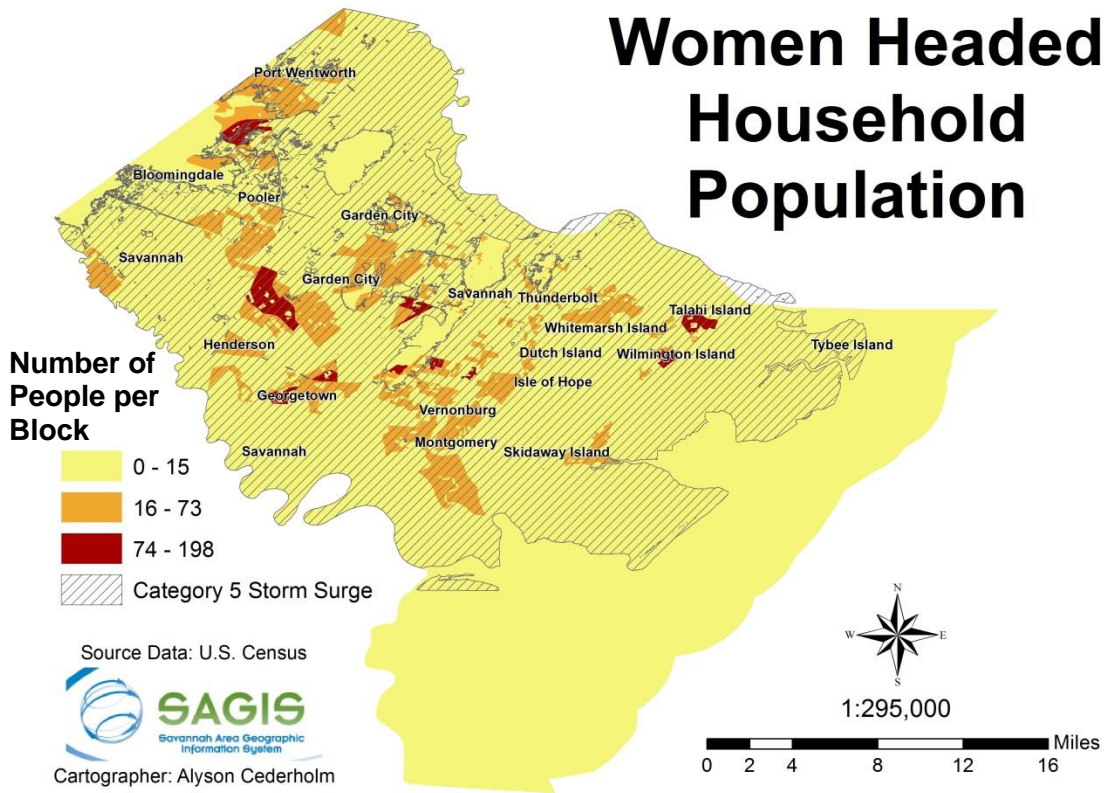 Women Headed
Household
Population
Port Wentworth
Bloomingdale
Pooler
Garden City
Savannah
Garden City
Savannah
Thunderbolt
Talahi Island
Whitemarsh Island
Henderson
Dutch Island
Wilmington Island
Tybee Island
Georgetown
Isle of Hope
Vernonburg
Montgomery
Savannah
Skidaway Island
Number of
People per
Block
0 - 15
16 - 73
74 - 198
Category 5 Storm Surge
Source Data: U.S. Census
SAGIS
Savannah Area Geographic
Information System
Cartographer: Alyson Cederholm
N
W
E
S
1:295,000
Miles
0 2 4 8 12 16